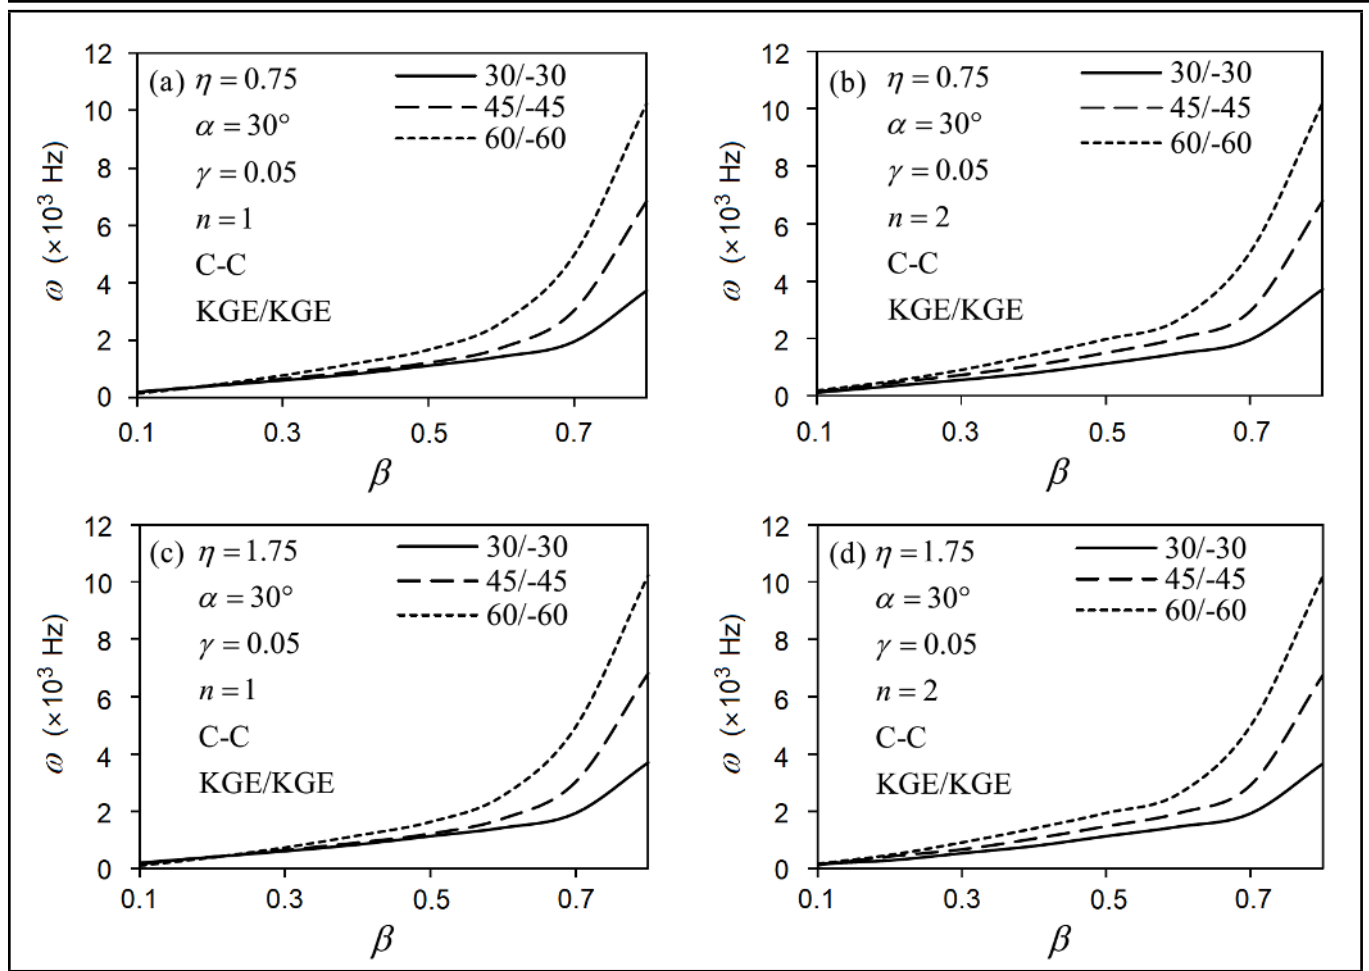 (a) η = 0.75
α = 30°
γ = 0.05
n = 1
C-C
KGE/KGE
30/-30
45/-45
60/-60
12
10
8
6
4
2
0
0.1 0.3 0.5 0.7
ω (×10³ Hz)
β
(b) η = 0.75
α = 30°
γ = 0.05
n = 2
C-C
KGE/KGE
30/-30
45/-45
60/-60
12
10
8
6
4
2
0
0.1 0.3 0.5 0.7
ω (×10³ Hz)
β
(c) η = 1.75
α = 30°
γ = 0.05
n = 1
C-C
KGE/KGE
30/-30
45/-45
60/-60
12
10
8
6
4
2
0
0.1 0.3 0.5 0.7
ω (×10³ Hz)
β
(d) η = 1.75
α = 30°
γ = 0.05
n = 2
C-C
KGE/KGE
30/-30
45/-45
60/-60
12
10
8
6
4
2
0
0.1 0.3 0.5 0.7
ω (×10³ Hz)
β